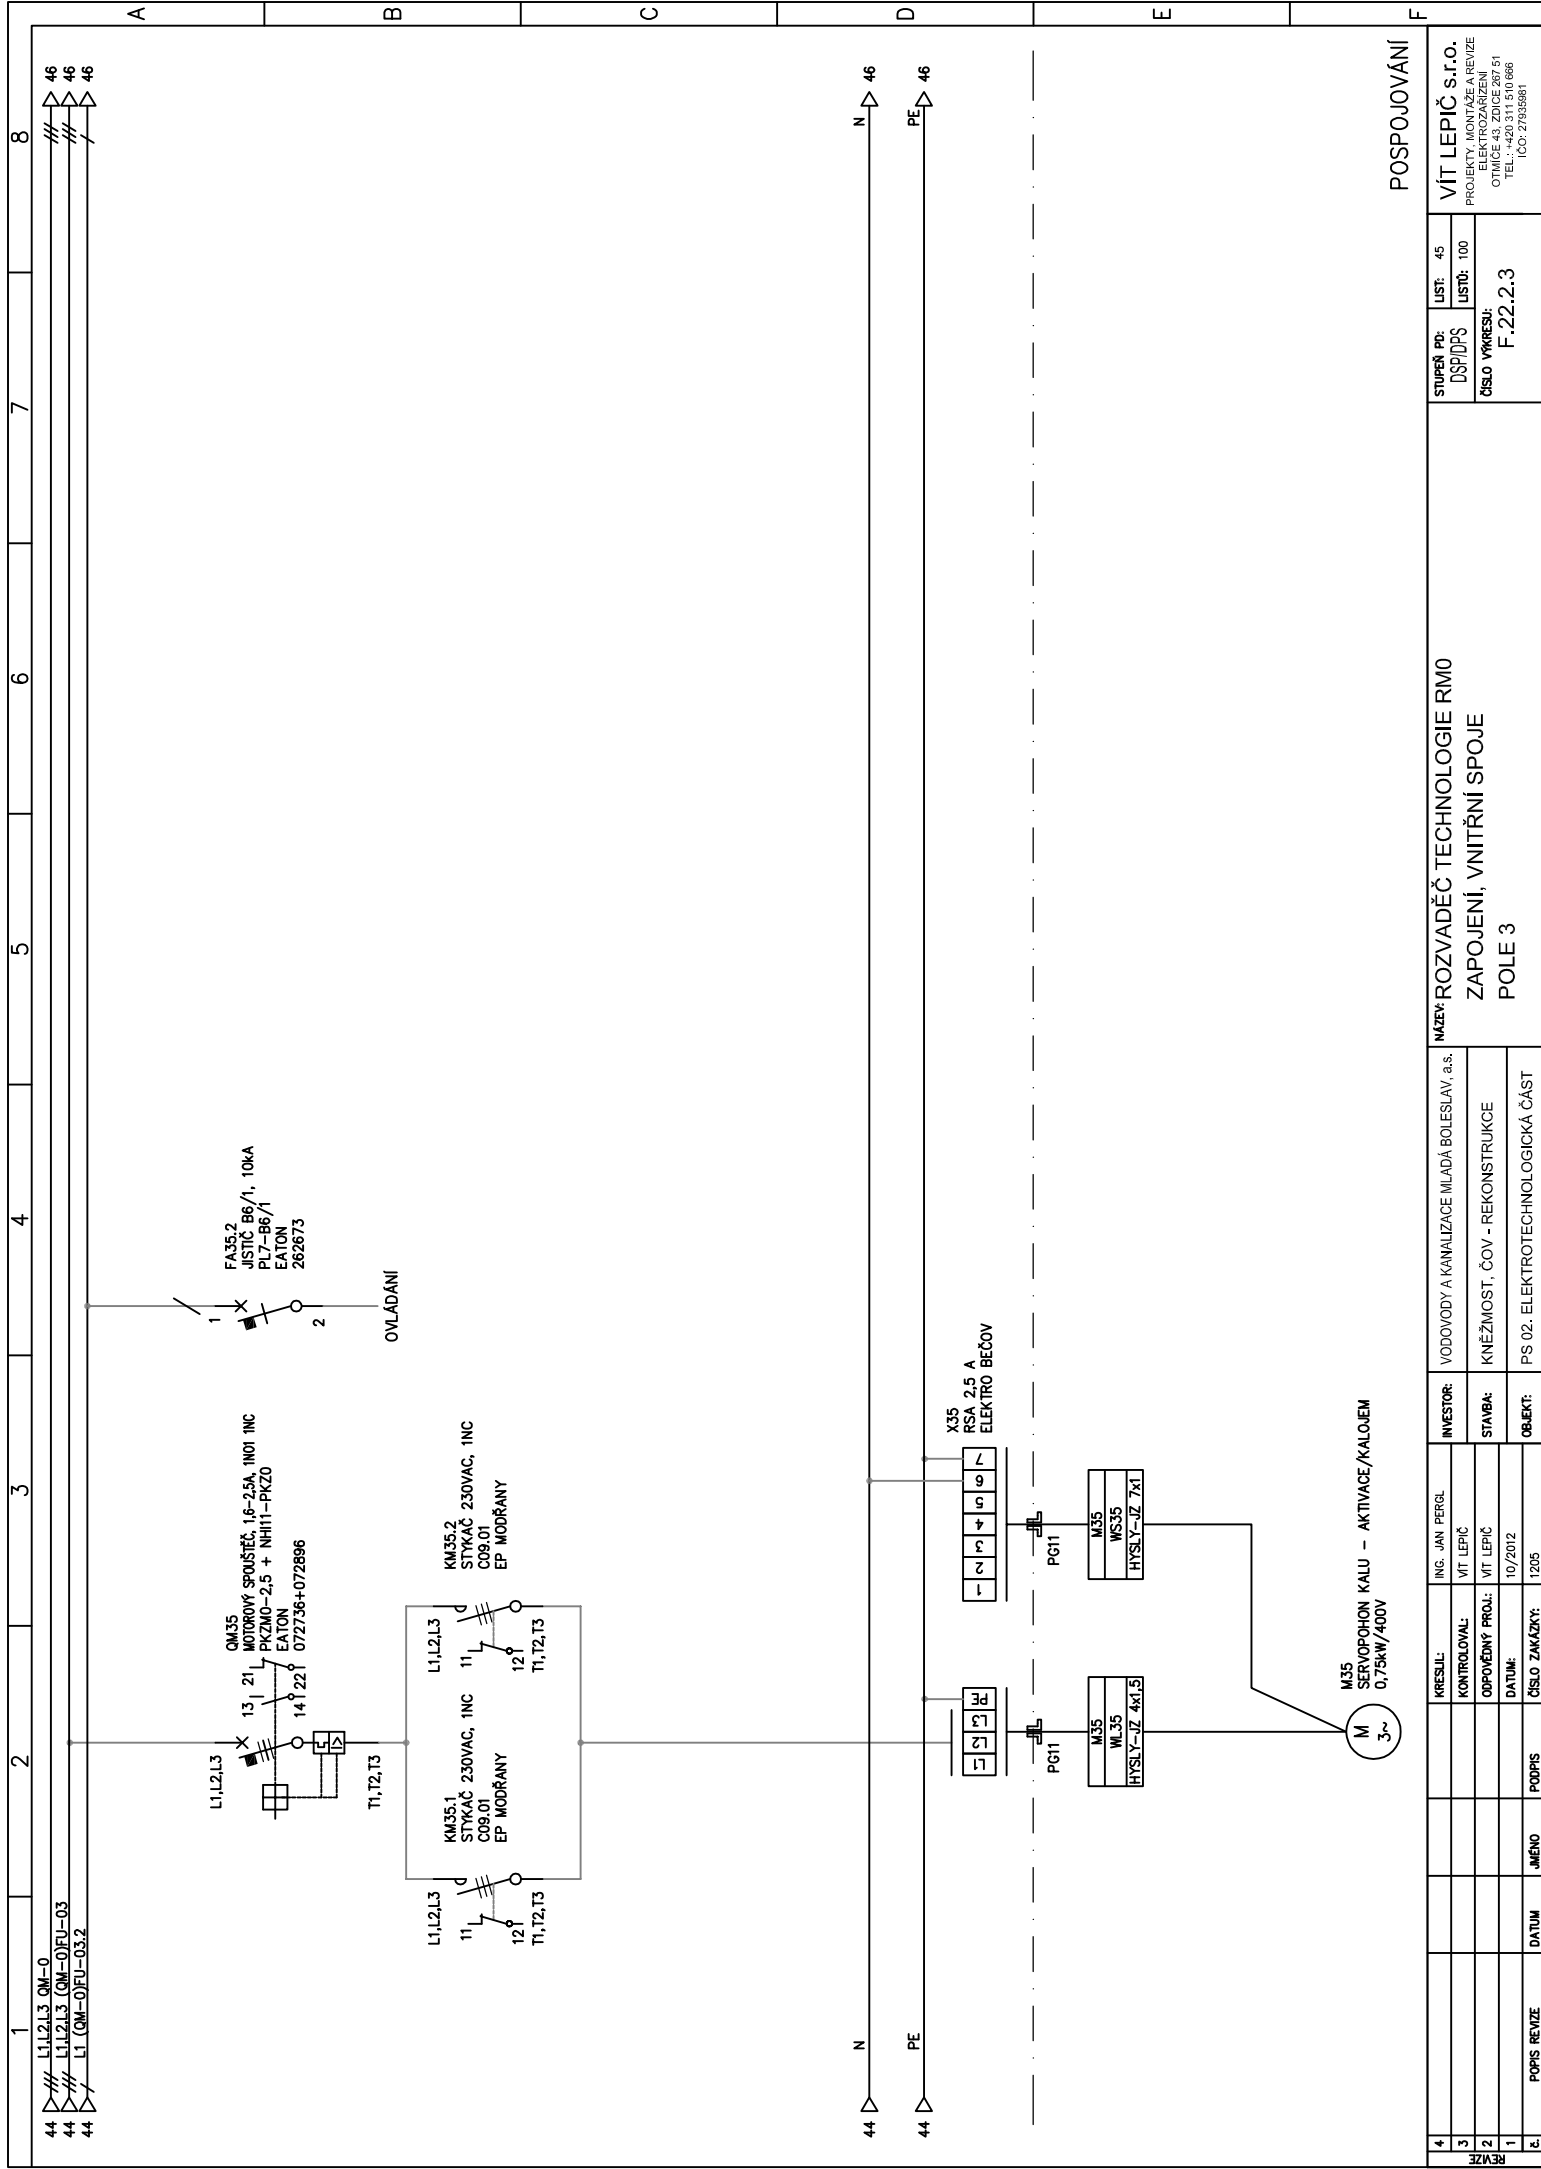 1 2 3 4 5 6 7 8
A
B
C
D
E
F
44 L1,L2,L3 QM-0 46
44 L1,L2,L3 (QM-0)FU-03 46
44 L1 (QM-0)FU-03.2 46
QM35
MOTOROVÝ SPOUŠTĚČ, 1,6-2,5A, 1NO1 1NC
PKZM0-2,5 + NHI11-PKZ0
EATON
072736+072896
L1,L2,L3
13 21
14 22
I>
T1,T2,T3
FA35.2
JISTIČ B6/1, 10kA
PL7-B6/1
EATON
262673
1
2
OVLÁDÁNÍ
KM35.1
STYKAČ 230VAC, 1NC
C09.01
EP MODŘANY
L1,L2,L3
11
12
T1,T2,T3
KM35.2
STYKAČ 230VAC, 1NC
C09.01
EP MODŘANY
L1,L2,L3
11
12
T1,T2,T3
44 N N 46
44 PE PE 46
X35
RSA 2,5 A
ELEKTRO BEČOV
L1 L2 L3 PE
1 2 3 4 5 6 7
PG11
PG11
M35
WL35
HYSLY-JZ 4x1,5
M35
WS35
HYSLY-JZ 7x1
M
3~
M35
SERVOPOHON KALU - AKTIVACE/KALOJEM
0,75kW/400V
POSPOJOVÁNÍ
REVIZE
4
3
2
1
č. POPIS REVIZE DATUM JMÉNO PODPIS
KRESLIL: ING. JAN PERGL
KONTROLOVAL: VÍT LEPIČ
ODPOVĚDNÝ PROJ.: VÍT LEPIČ
DATUM: 10/2012
ČÍSLO ZAKÁZKY: 1205
INVESTOR: VODOVODY A KANALIZACE MLADÁ BOLESLAV, a.s.
STAVBA: KNĚŽMOST, ČOV - REKONSTRUKCE
OBJEKT: PS 02. ELEKTROTECHNOLOGICKÁ ČÁST
NÁZEV: ROZVADĚČ TECHNOLOGIE RM0
ZAPOJENÍ, VNITŘNÍ SPOJE
POLE 3
STUPEŇ PD: DSP/DPS
LIST: 45
LISTŮ: 100
ČÍSLO VÝKRESU:
F.22.2.3
VÍT LEPIČ s.r.o.
PROJEKTY, MONTÁŽE A REVIZE
ELEKTROZAŘÍZENÍ
OTMÍČE 43, ZDICE 267 51
TEL.: +420 311 510 666
IČO: 27935981